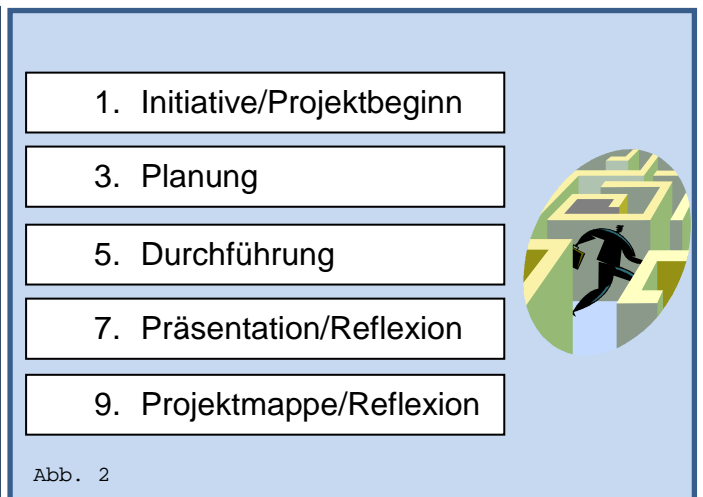 1. Initiative/Projektbeginn
3. Planung
5. Durchführung
7. Präsentation/Reflexion
9. Projektmappe/Reflexion
Abb. 2